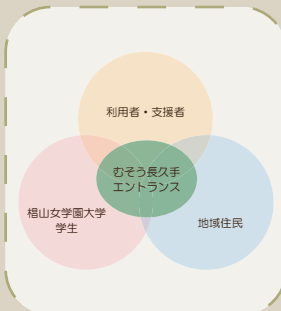 利用者・支援者
むそう長久手
エントランス
椙山女学園大学
学生
地域住民